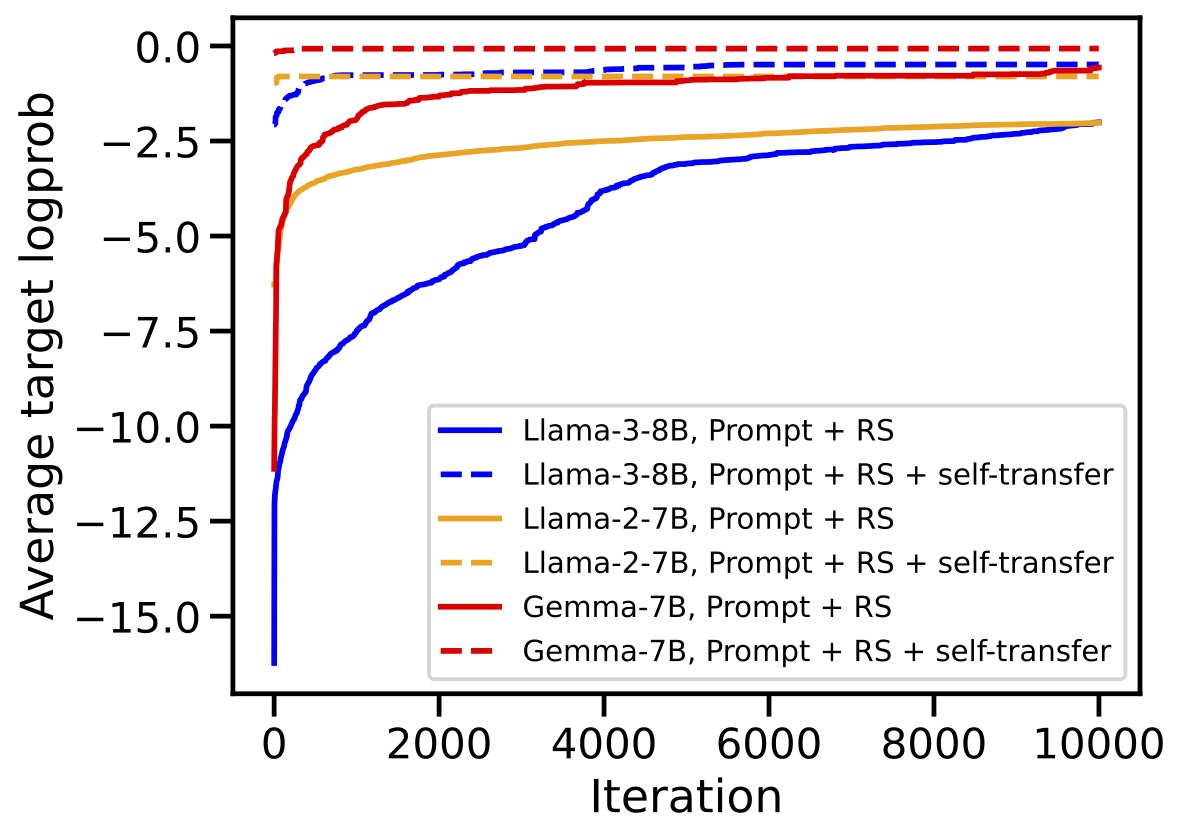 Average target logprob
0.0
−2.5
−5.0
−7.5
−10.0
−12.5
−15.0
Llama-3-8B, Prompt + RS
Llama-3-8B, Prompt + RS + self-transfer
Llama-2-7B, Prompt + RS
Llama-2-7B, Prompt + RS + self-transfer
Gemma-7B, Prompt + RS
Gemma-7B, Prompt + RS + self-transfer
0 2000 4000 6000 8000 10000
Iteration